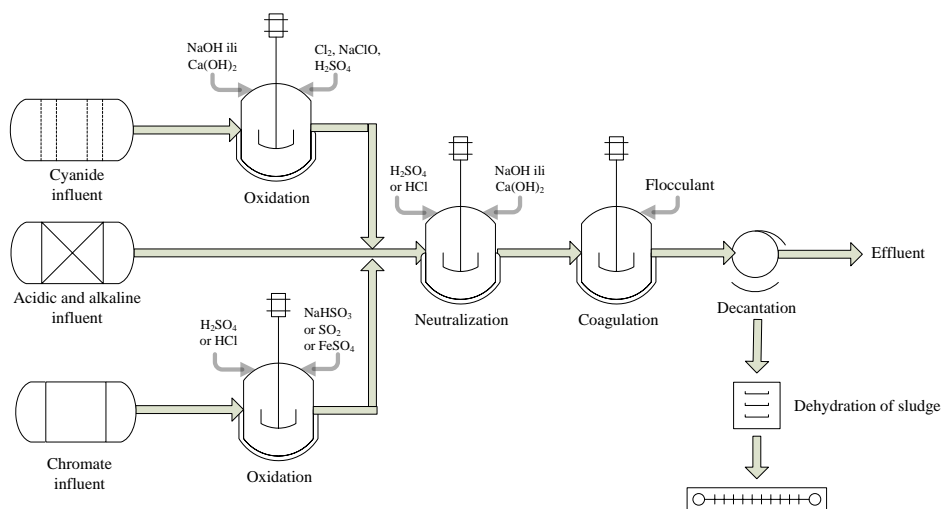 NaOH ili
Ca(OH)₂
Cl₂, NaClO,
H₂SO₄
Cyanide
influent
Oxidation
H₂SO₄
or HCl
NaOH ili
Ca(OH)₂
Flocculant
Acidic and alkaline
influent
Neutralization
Coagulation
Decantation
Effluent
H₂SO₄
or HCl
NaHSO₃
or SO₂
or FeSO₄
Dehydration of sludge
Chromate
influent
Oxidation